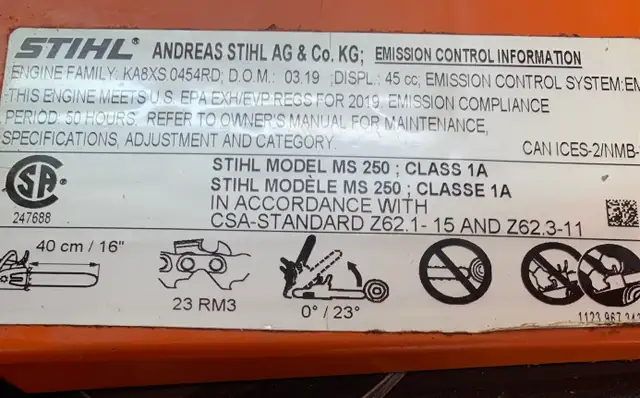 STIHL® ANDREAS STIHL AG & Co. KG; EMISSION CONTROL INFORMATION
ENGINE FAMILY: KA8XS 0454RD; D.O.M.: 03.19 ;DISPL.: 45 cc, EMISSION CONTROL SYSTEM:EM
THIS ENGINE MEETS U.S. EPA EXH/EVP REGS FOR 2019, EMISSION COMPLIANCE
PERIOD: 50 HOURS. REFER TO OWNER'S MANUAL FOR MAINTENANCE,
SPECIFICATIONS, ADJUSTMENT AND CATEGORY.
CAN ICES-2/NMB-
STIHL MODEL MS 250 ; CLASS 1A
STIHL MODÈLE MS 250 ; CLASSE 1A
IN ACCORDANCE WITH
CSA-STANDARD Z62.1- 15 AND Z62.3-11
CSA®
247688
40 cm / 16"
23 RM3
0° / 23°
1123 967